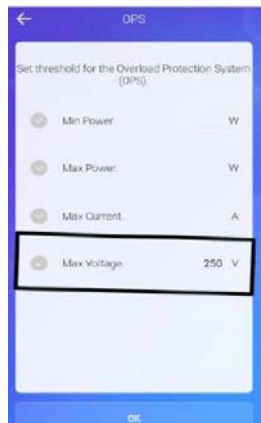 OPS
Set threshold for the Overload Protection System
(OPS).
Min Power. W
Max Power. W
Max Current. A
Max Voltage 250 V
OK